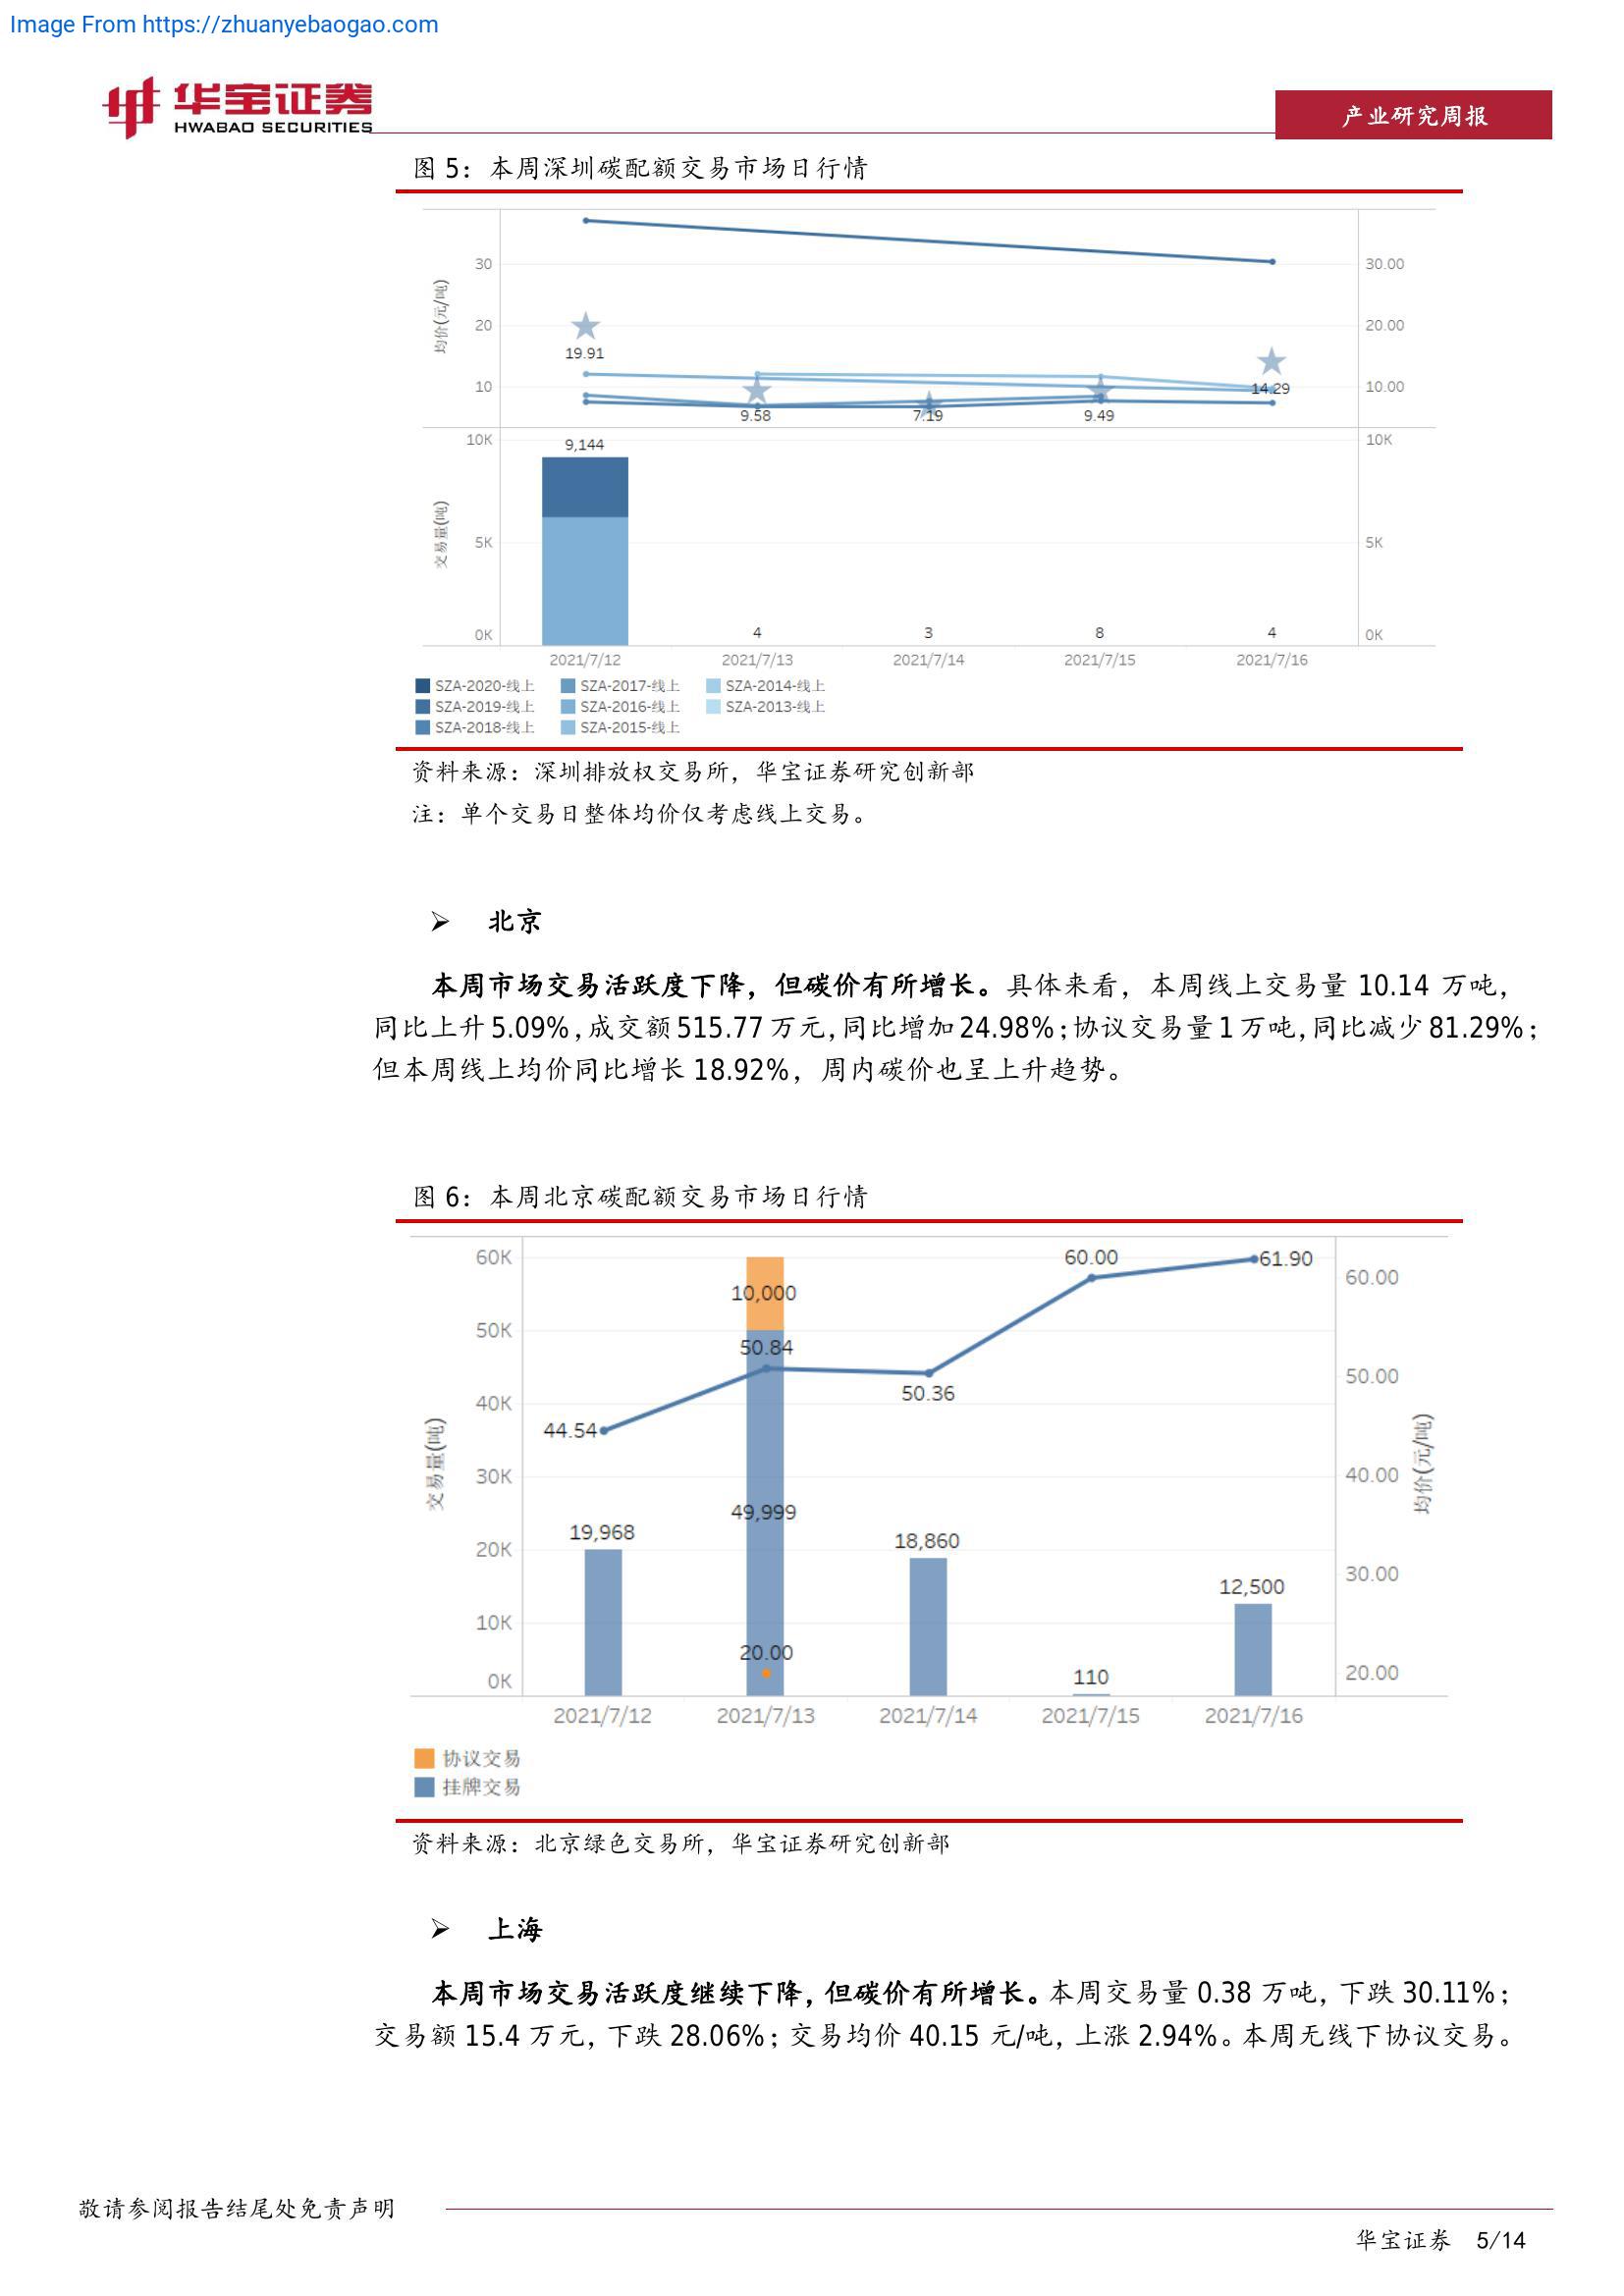 Image From https://zhuanyebaogao.com
华宝证券
HWABAO SECURITIES
产业研究周报
图 5：本周深圳碳配额交易市场日行情
均价(元/吨)
30
20
10
30.00
20.00
10.00
19.91
9.58
7.19
9.49
14.29
交易量(吨)
10K
5K
0K
10K
5K
0K
9,144
4
3
8
4
2021/7/12
2021/7/13
2021/7/14
2021/7/15
2021/7/16
SZA-2020-线上
SZA-2017-线上
SZA-2014-线上
SZA-2019-线上
SZA-2016-线上
SZA-2013-线上
SZA-2018-线上
SZA-2015-线上
资料来源：深圳排放权交易所，华宝证券研究创新部
注：单个交易日整体均价仅考虑线上交易。
➢ 北京
本周市场交易活跃度下降，但碳价有所增长。具体来看，本周线上交易量 10.14 万吨，
同比上升 5.09%，成交额 515.77 万元，同比增加 24.98%；协议交易量 1 万吨，同比减少 81.29%；
但本周线上均价同比增长 18.92%，周内碳价也呈上升趋势。
图 6：本周北京碳配额交易市场日行情
交易量(吨)
60K
50K
40K
30K
20K
10K
0K
均价(元/吨)
60.00
50.00
40.00
30.00
20.00
44.54
50.84
50.36
60.00
61.90
10,000
49,999
20.00
19,968
18,860
110
12,500
2021/7/12
2021/7/13
2021/7/14
2021/7/15
2021/7/16
协议交易
挂牌交易
资料来源：北京绿色交易所，华宝证券研究创新部
➢ 上海
本周市场交易活跃度继续下降，但碳价有所增长。本周交易量 0.38 万吨，下跌 30.11%；
交易额 15.4 万元，下跌 28.06%；交易均价 40.15 元/吨，上涨 2.94%。本周无线下协议交易。
敬请参阅报告结尾处免责声明
华宝证券 5/14